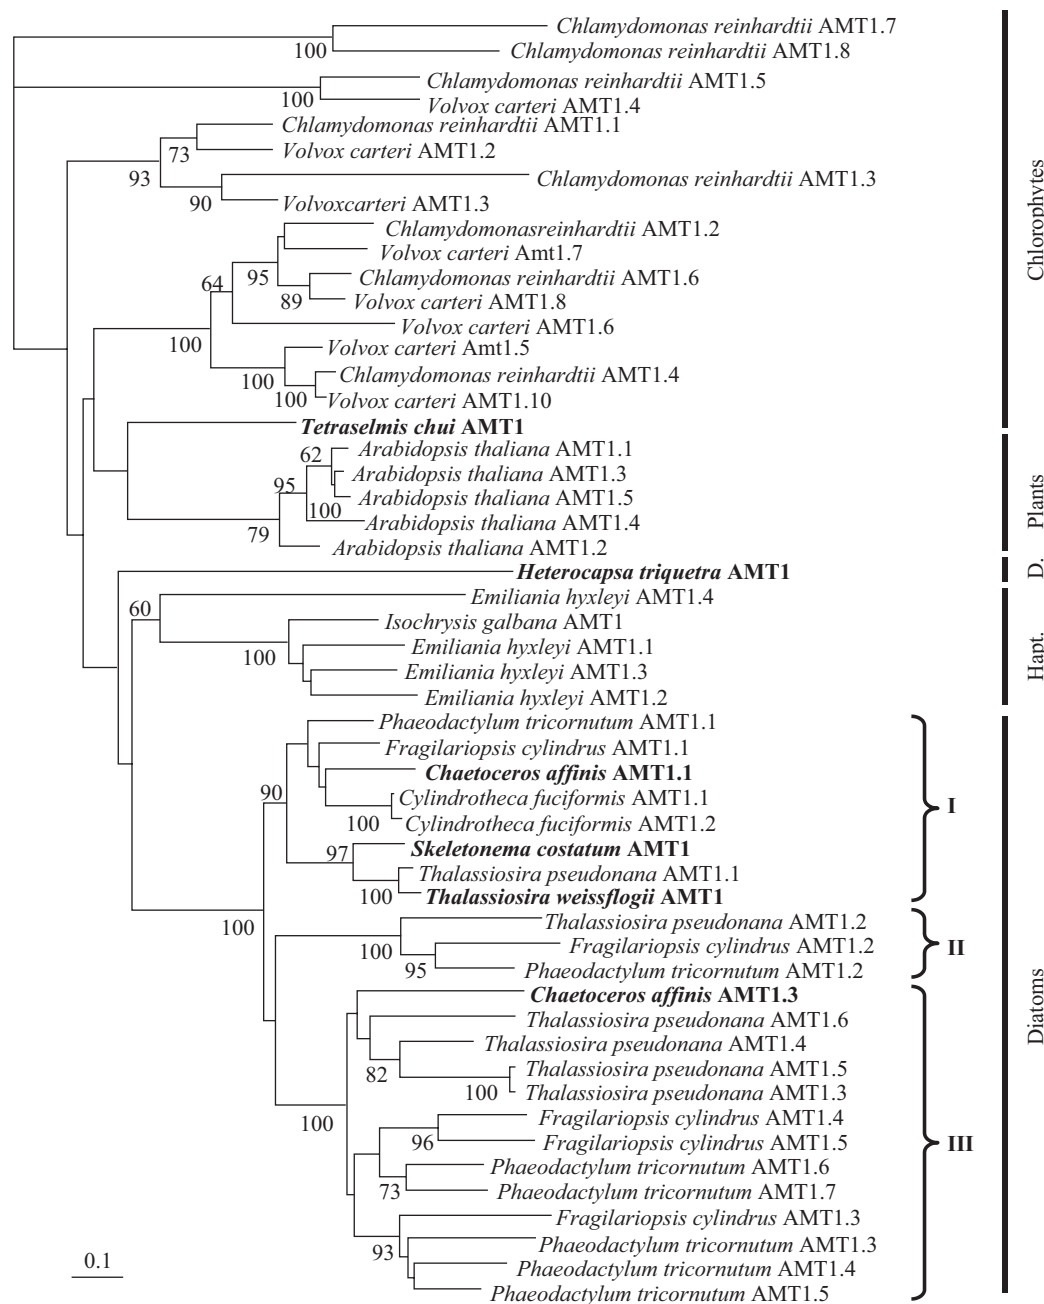 Chlamydomonas reinhardtii AMT1.7
100
Chlamydomonas reinhardtii AMT1.8
Chlamydomonas reinhardtii AMT1.5
100
Volvox carteri AMT1.4
Chlamydomonas reinhardtii AMT1.1
73
Volvox carteri AMT1.2
93
Chlamydomonas reinhardtii AMT1.3
90
Volvoxcarteri AMT1.3
Chlamydomonasreinhardtii AMT1.2
Volvox carteri Amt1.7
95
64
Chlamydomonas reinhardtii AMT1.6
89
Volvox carteri AMT1.8
Volvox carteri AMT1.6
100
Volvox carteri Amt1.5
100
Chlamydomonas reinhardtii AMT1.4
100
Volvox carteri AMT1.10
Tetraselmis chui AMT1
Chlorophytes
Arabidopsis thaliana AMT1.1
62
Arabidopsis thaliana AMT1.3
95
Arabidopsis thaliana AMT1.5
100
Arabidopsis thaliana AMT1.4
79
Arabidopsis thaliana AMT1.2
Plants
Heterocapsa triquetra AMT1
D.
Emiliania hyxleyi AMT1.4
60
Isochrysis galbana AMT1
Emiliania hyxleyi AMT1.1
100
Emiliania hyxleyi AMT1.3
Emiliania hyxleyi AMT1.2
Hapt.
Phaeodactylum tricornutum AMT1.1
Fragilariopsis cylindrus AMT1.1
Chaetoceros affinis AMT1.1
90
Cylindrotheca fuciformis AMT1.1
100
Cylindrotheca fuciformis AMT1.2
I
Skeletonema costatum AMT1
97
Thalassiosira pseudonana AMT1.1
100
Thalassiosira weissflogii AMT1
100
Thalassiosira pseudonana AMT1.2
100
Fragilariopsis cylindrus AMT1.2
95
Phaeodactylum tricornutum AMT1.2
II
Chaetoceros affinis AMT1.3
Thalassiosira pseudonana AMT1.6
Thalassiosira pseudonana AMT1.4
82
Thalassiosira pseudonana AMT1.5
100
Thalassiosira pseudonana AMT1.3
100
Fragilariopsis cylindrus AMT1.4
96
Fragilariopsis cylindrus AMT1.5
III
Phaeodactylum tricornutum AMT1.6
73
Phaeodactylum tricornutum AMT1.7
Fragilariopsis cylindrus AMT1.3
93
Phaeodactylum tricornutum AMT1.3
Phaeodactylum tricornutum AMT1.4
Phaeodactylum tricornutum AMT1.5
Diatoms
0.1